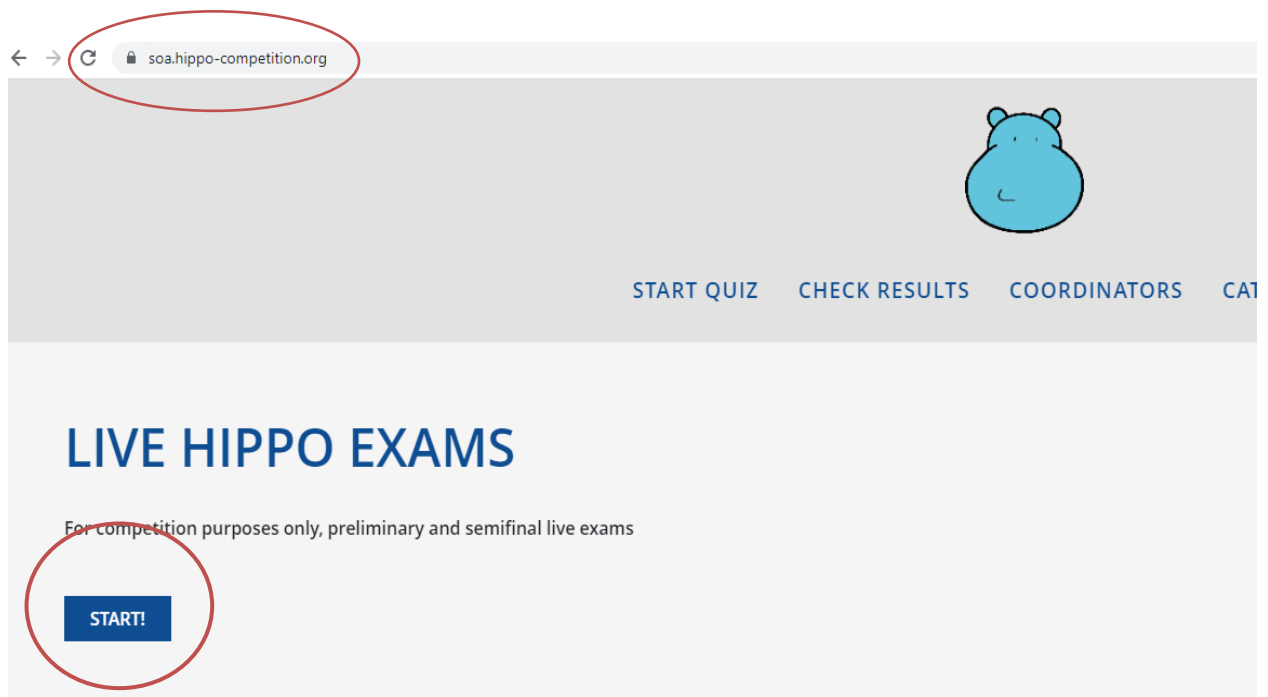 soa.hippo-competition.org
START QUIZ CHECK RESULTS COORDINATORS CAT
LIVE HIPPO EXAMS
For competition purposes only, preliminary and semifinal live exams
START!